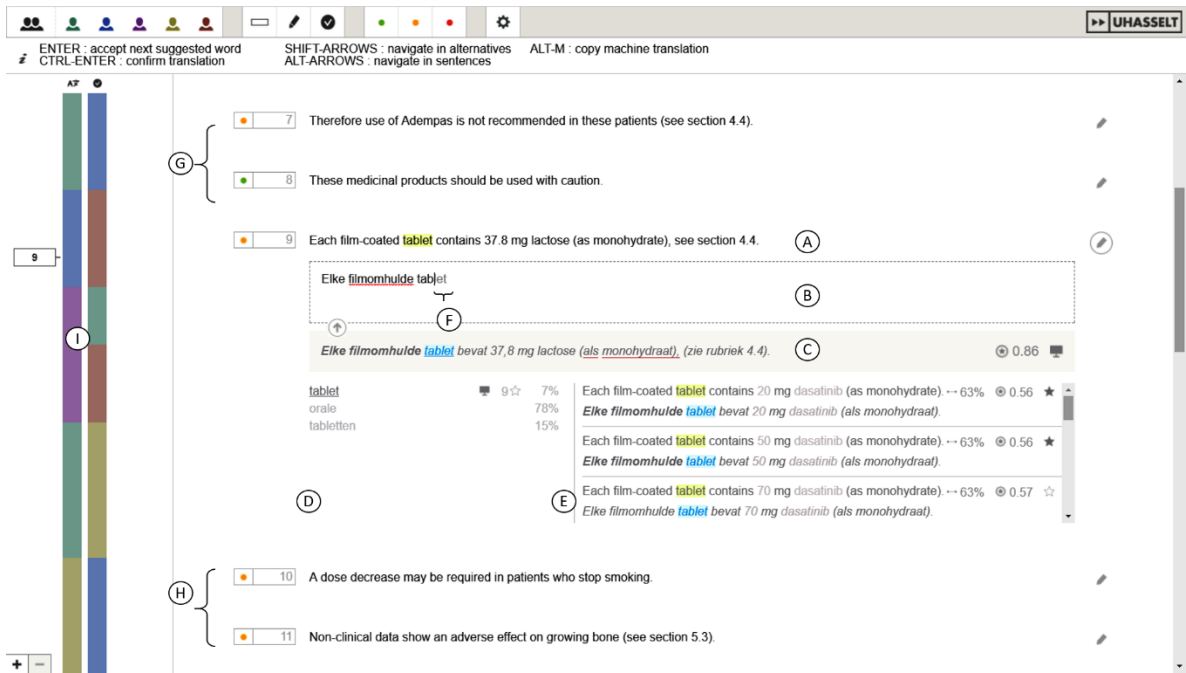 UHASSELT
i ENTER : accept next suggested word SHIFT-ARROWS : navigate in alternatives ALT-M : copy machine translation
CTRL-ENTER : confirm translation ALT-ARROWS : navigate in sentences
7 Therefore use of Adempas is not recommended in these patients (see section 4.4).
G
8 These medicinal products should be used with caution.
9 Each film-coated tablet contains 37.8 mg lactose (as monohydrate), see section 4.4. A
9
Elke filmomhulde tablet
B
F
I
Elke filmomhulde tablet bevat 37,8 mg lactose (als monohydraat), (zie rubriek 4.4). C 0.86
tablet 9☆ 7% Each film-coated tablet contains 20 mg dasatinib (as monohydrate). ↔63% 0.56 ★
orale 78% Elke filmomhulde tablet bevat 20 mg dasatinib (als monohydraat).
tabletten 15%
Each film-coated tablet contains 50 mg dasatinib (as monohydrate). ↔63% 0.56 ★
Elke filmomhulde tablet bevat 50 mg dasatinib (als monohydraat).
Each film-coated tablet contains 70 mg dasatinib (as monohydrate). ↔63% 0.57 ☆
D E
Elke filmomhulde tablet bevat 70 mg dasatinib (als monohydraat).
10 A dose decrease may be required in patients who stop smoking.
H
11 Non-clinical data show an adverse effect on growing bone (see section 5.3).
+ −